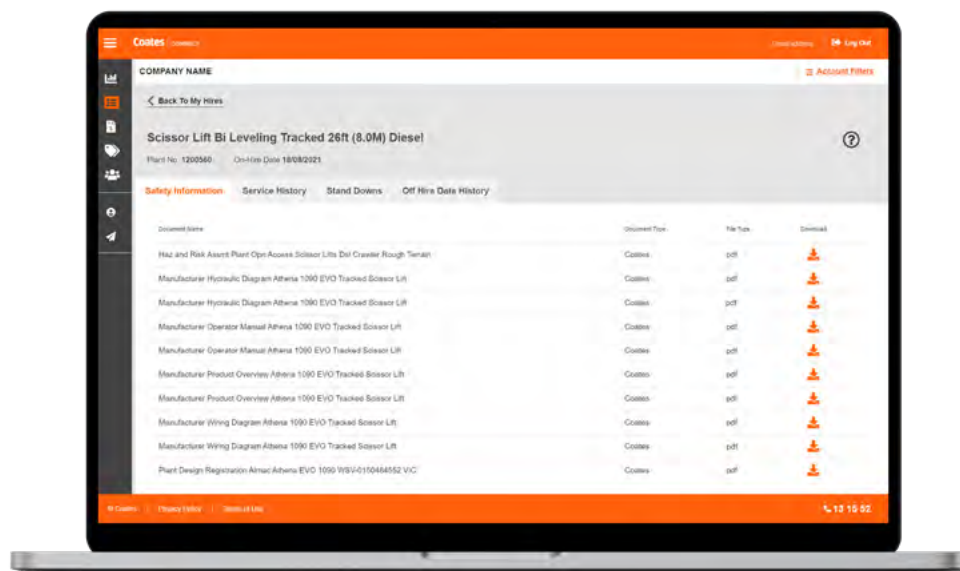 Coates
Log Out
COMPANY NAME
Account Filters
Back To My Hires
Scissor Lift Bi Leveling Tracked 26ft (8.0M) Diesel
Plant No 1200560 On-Hire Date 18/08/2021
Safety Information Service History Stand Downs Off Hire Date History
Document Name Document Type File Type Download
Haz and Risk Assmt Plant Opn Access Scissor Lifts Dsl Crawler Rough Terrain Coates pdf
Manufacturer Hydraulic Diagram Athena 1090 EVO Tracked Scissor Lift Coates pdf
Manufacturer Hydraulic Diagram Athena 1090 EVO Tracked Scissor Lift Coates pdf
Manufacturer Operator Manual Athena 1090 EVO Tracked Scissor Lift Coates pdf
Manufacturer Operator Manual Athena 1090 EVO Tracked Scissor Lift Coates pdf
Manufacturer Product Overview Athena 1090 EVO Tracked Scissor Lift Coates pdf
Manufacturer Product Overview Athena 1090 EVO Tracked Scissor Lift Coates pdf
Manufacturer Wiring Diagram Athena 1090 EVO Tracked Scissor Lift Coates pdf
Manufacturer Wiring Diagram Athena 1090 EVO Tracked Scissor Lift Coates pdf
Plant Design Registration Almac Athena EVO 1090 VIC Coates pdf
© Coates | Privacy Policy | Terms of Use 13 15 52